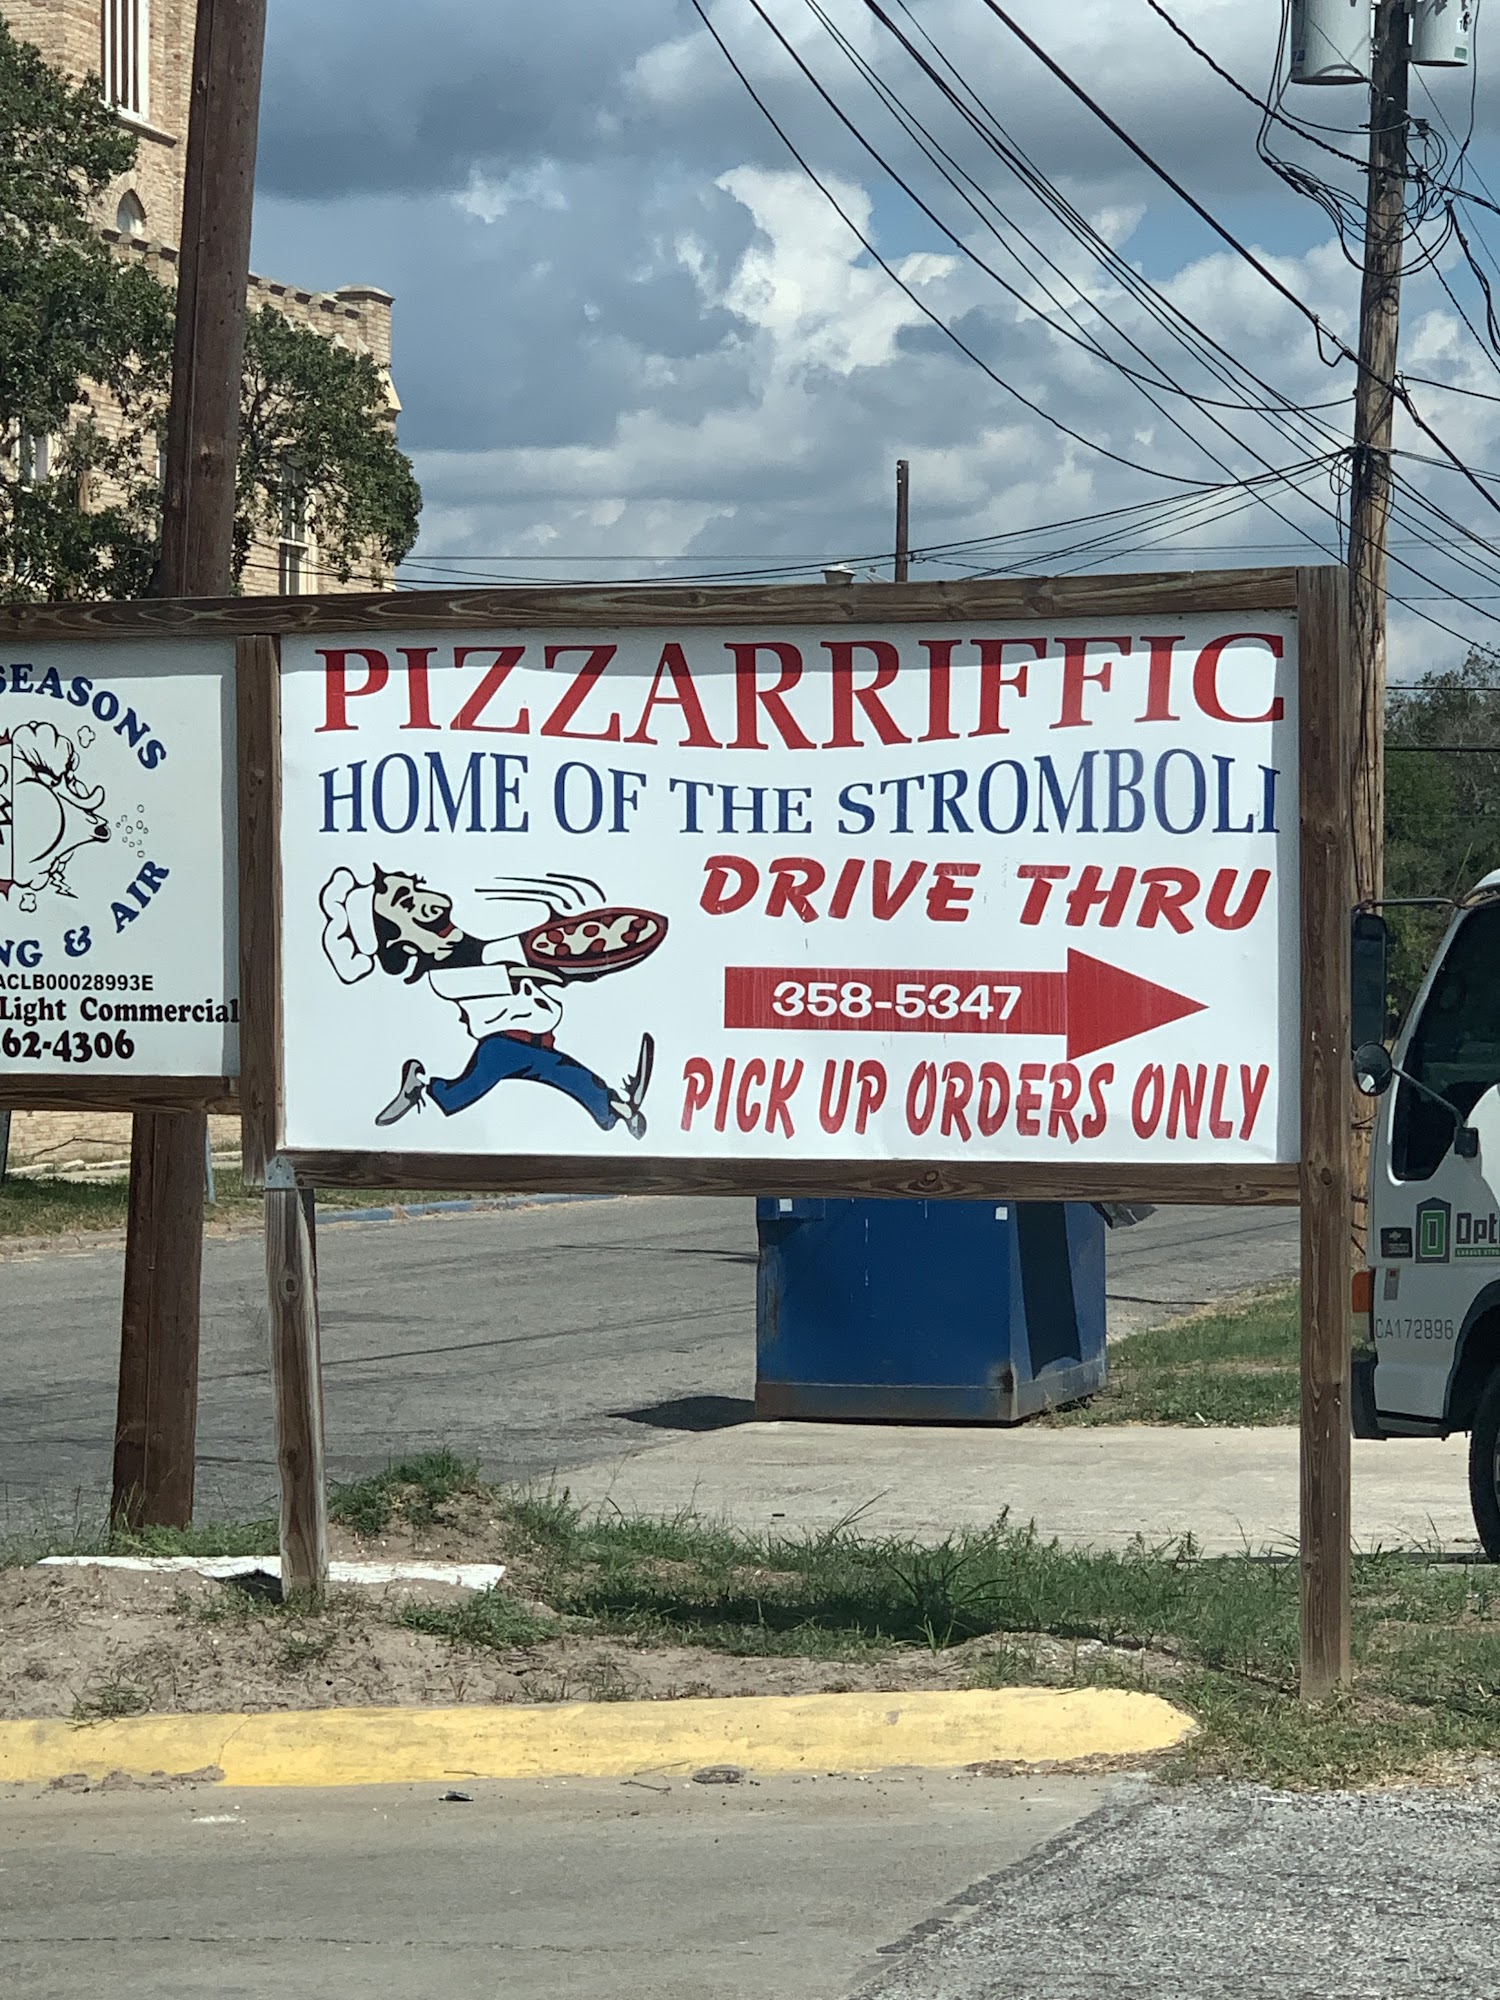 SEASONS
& AIR
ACLB00028993E
Light Commercial
62-4306
PIZZARRIFFIC
HOME OF THE STROMBOLI
DRIVE THRU
358-5347
PICK UP ORDERS ONLY
CA172896